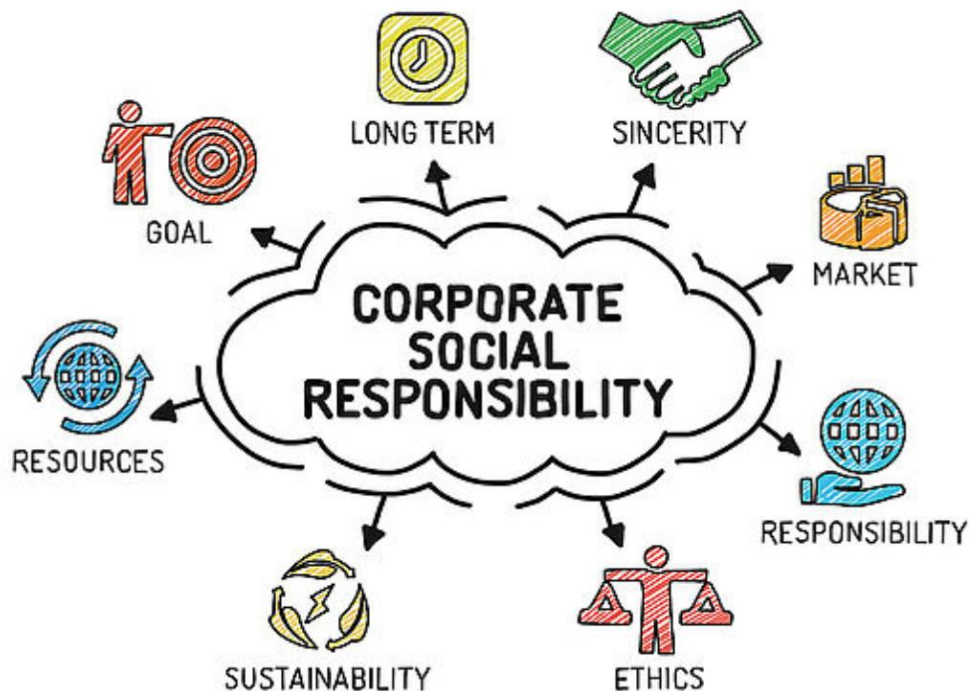 LONG TERM
SINCERITY
GOAL
MARKET
CORPORATE
SOCIAL
RESPONSIBILITY
RESOURCES
RESPONSIBILITY
SUSTAINABILITY
ETHICS